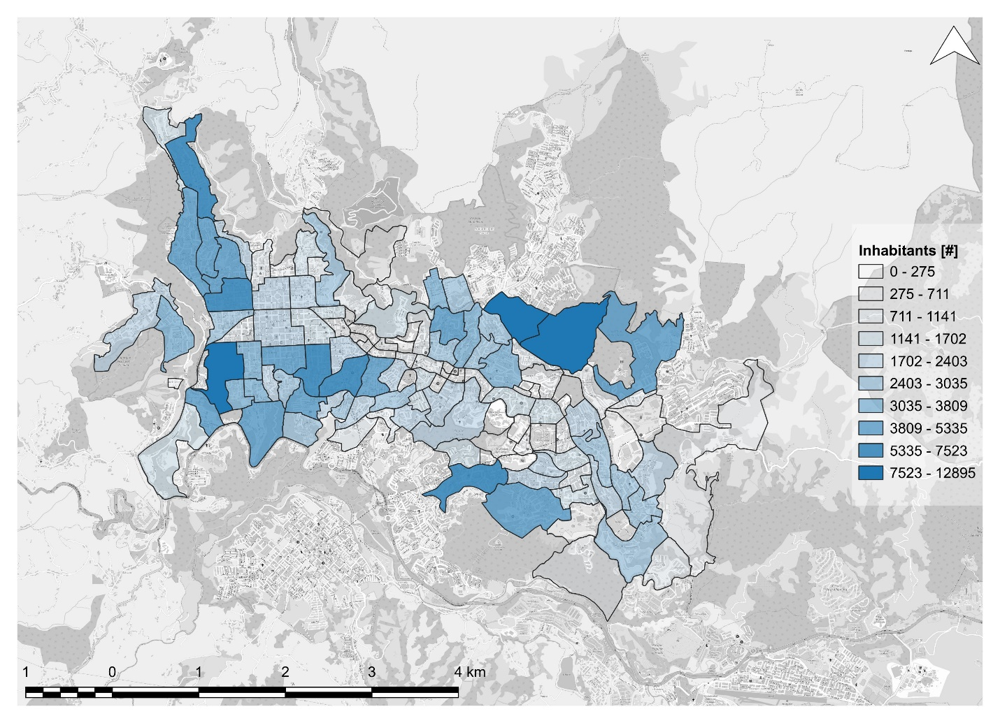 Inhabitants [#]
0 - 275
275 - 711
711 - 1141
1141 - 1702
1702 - 2403
2403 - 3035
3035 - 3809
3809 - 5335
5335 - 7523
7523 - 12895
1 0 1 2 3 4 km